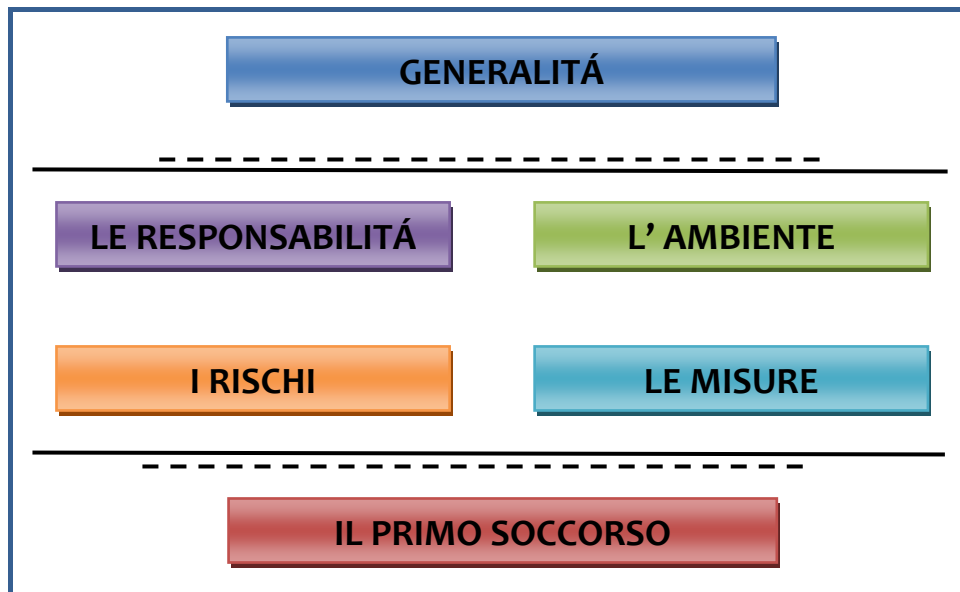 GENERALITÁ
LE RESPONSABILITÁ
L’ AMBIENTE
I RISCHI
LE MISURE
IL PRIMO SOCCORSO